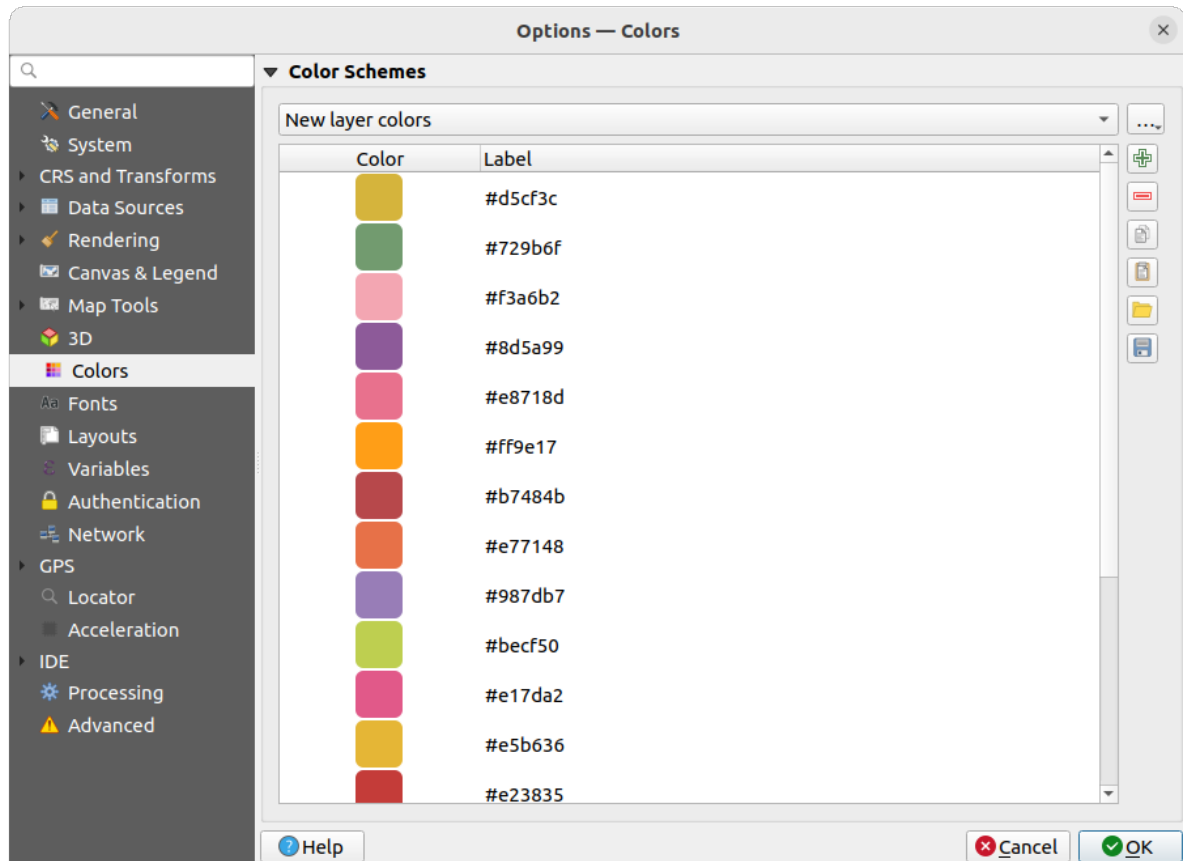 Options — Colors
Color Schemes
General
System
CRS and Transforms
Data Sources
Rendering
Canvas & Legend
Map Tools
3D
Colors
Aa Fonts
Layouts
Variables
Authentication
Network
GPS
Locator
Acceleration
IDE
Processing
Advanced
New layer colors
...
Color Label
#d5cf3c
#729b6f
#f3a6b2
#8d5a99
#e8718d
#ff9e17
#b7484b
#e77148
#987db7
#becf50
#e17da2
#e5b636
#e23835
Help
Cancel
OK